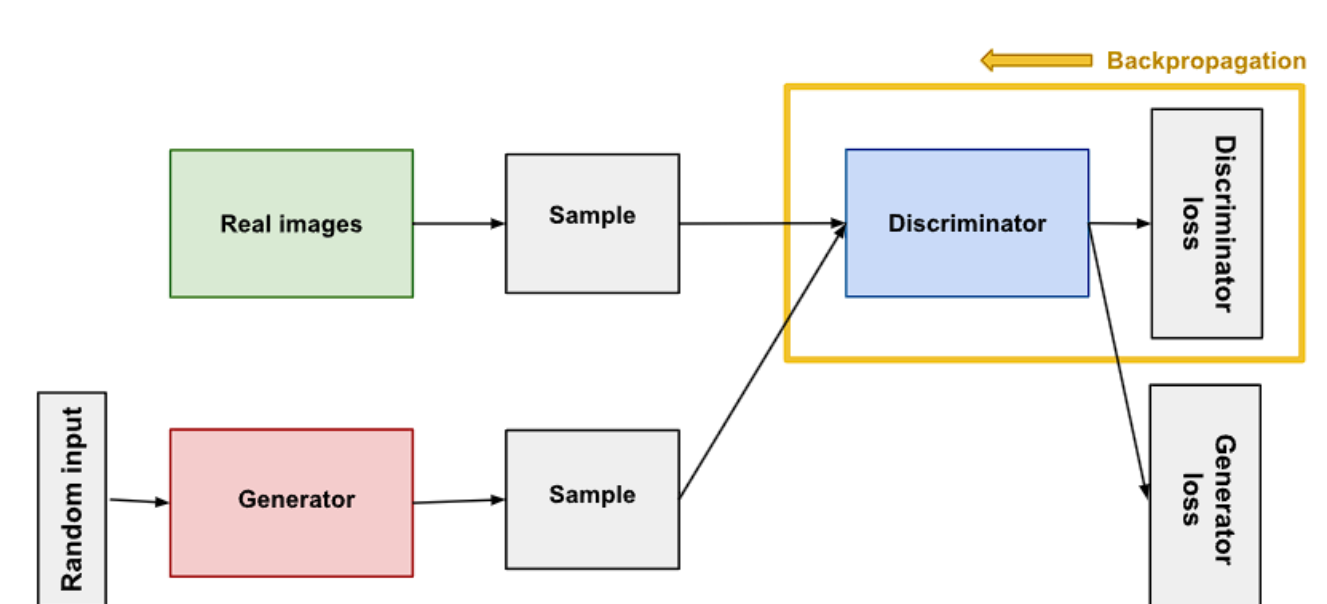 Backpropagation
Real images
Sample
Discriminator
Discriminator
loss
Random input
Generator
Sample
Generator
loss